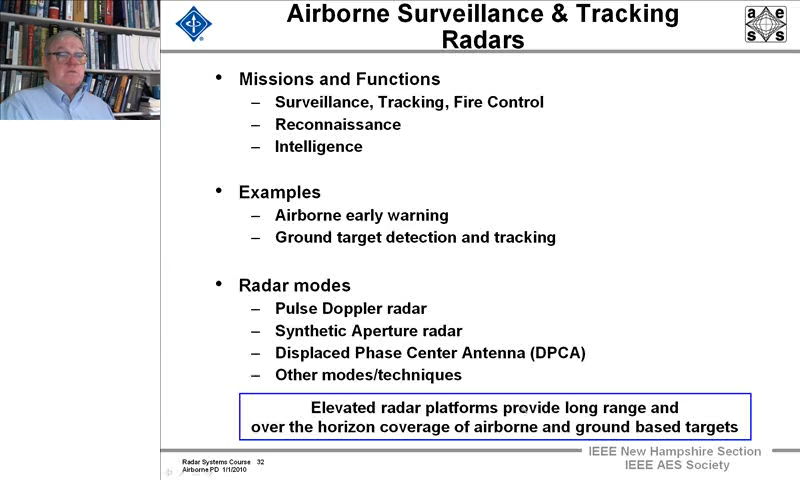 Airborne Surveillance & Tracking
Radars
a e
s s
• Missions and Functions
– Surveillance, Tracking, Fire Control
– Reconnaissance
– Intelligence
• Examples
– Airborne early warning
– Ground target detection and tracking
• Radar modes
– Pulse Doppler radar
– Synthetic Aperture radar
– Displaced Phase Center Antenna (DPCA)
– Other modes/techniques
Elevated radar platforms provide long range and
over the horizon coverage of airborne and ground based targets
Radar Systems Course 32
Airborne PD 1/1/2010
IEEE New Hampshire Section
IEEE AES Society